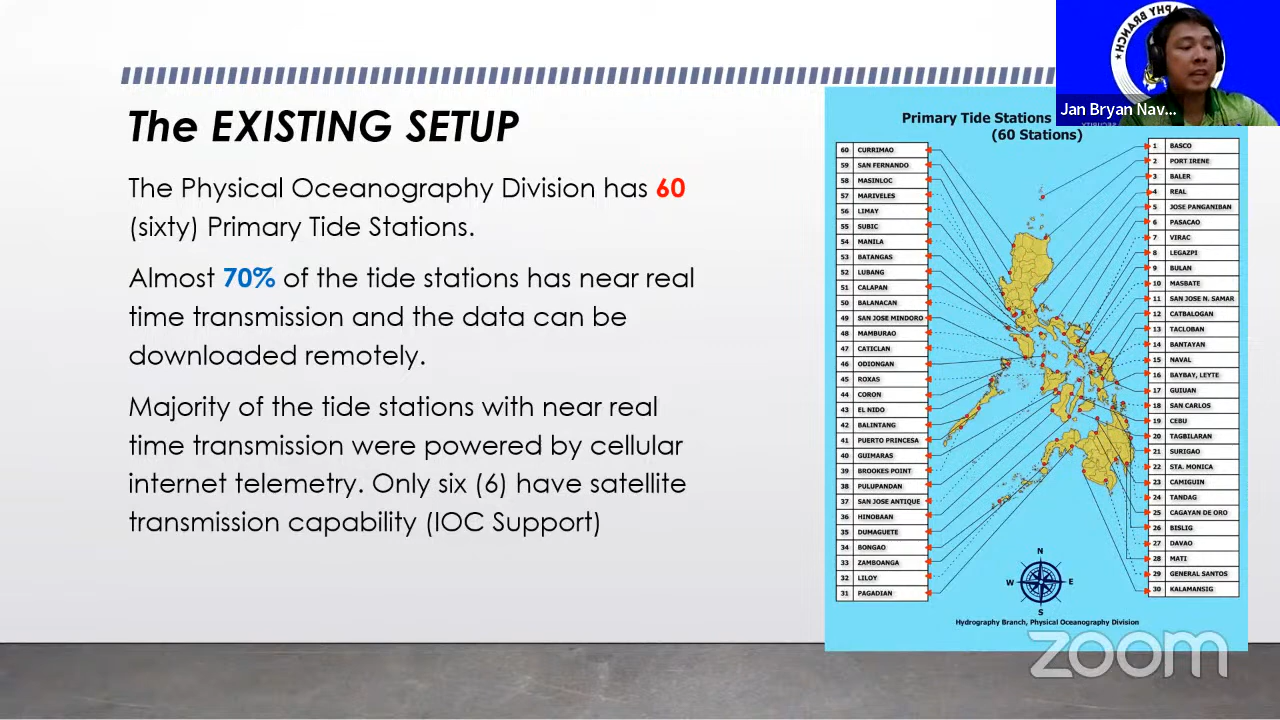 The EXISTING SETUP
The Physical Oceanography Division has 60
(sixty) Primary Tide Stations.
Almost 70% of the tide stations has near real
time transmission and the data can be
downloaded remotely.
Majority of the tide stations with near real
time transmission were powered by cellular
internet telemetry. Only six (6) have satellite
transmission capability (IOC Support)
Primary Tide Stations
(60 Stations)
60 CURRIMAO
59 SAN FERNANDO
58 MASINLOC
57 MARIVELES
56 LIMAY
55 SUBIC
54 MANILA
53 BATANGAS
52 LUBANG
51 CALAPAN
50 BALANACAN
49 SAN JOSE MINDORO
48 MAMBURAO
47 CATICLAN
46 ODIONGAN
45 ROXAS
44 CORON
43 EL NIDO
42 BALINTANG
41 PUERTO PRINCESA
40 GUIMARAS
39 BROOKES POINT
38 PULUPANDAN
37 SAN JOSE ANTIQUE
36 HINOBAAN
35 DUMAGUETE
34 BONGAO
33 ZAMBOANGA
32 LILOY
31 PAGADIAN
1 BASCO
2 PORT IRENE
3 BALER
4 REAL
5 JOSE PANGANIBAN
6 PASACAO
7 VIRAC
8 LEGAZPI
9 BULAN
10 MASBATE
11 SAN JOSE N. SAMAR
12 CATBALOGAN
13 TACLOBAN
14 BANTAYAN
15 NAVAL
16 BAYBAY, LEYTE
17 GUIUAN
18 SAN CARLOS
19 CEBU
20 TAGBILARAN
21 SURIGAO
22 STA. MONICA
23 CAMIGUIN
24 TANDAG
25 CAGAYAN DE ORO
26 BISLIG
27 DAVAO
28 MATI
29 GENERAL SANTOS
30 KALAMANSIG
N
W E
S
Hydrography Branch, Physical Oceanography Division
PHY BRANCH
Jan Bryan Nav...
zoom